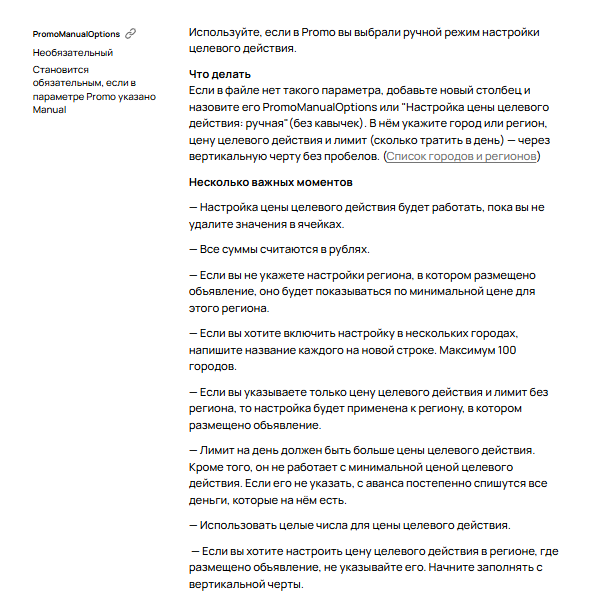 PromoManualOptions
Необязательный
Становится
обязательным, если в
параметре Promo указано
Manual
Используйте, если в Promo вы выбрали ручной режим настройки
целевого действия.
Что делать
Если в файле нет такого параметра, добавьте новый столбец и
назовите его PromoManualOptions или "Настройка цены целевого
действия: ручная"(без кавычек). В нём укажите город или регион,
цену целевого действия и лимит (сколько тратить в день) — через
вертикальную черту без пробелов. (Список городов и регионов)
Несколько важных моментов
— Настройка цены целевого действия будет работать, пока вы не
удалите значения в ячейках.
— Все суммы считаются в рублях.
— Если вы не укажете настройки региона, в котором размещено
объявление, оно будет показываться по минимальной цене для
этого региона.
— Если вы хотите включить настройку в нескольких городах,
напишите название каждого на новой строке. Максимум 100
городов.
— Если вы указываете только цену целевого действия и лимит без
региона, то настройка будет применена к региону, в котором
размещено объявление.
— Лимит на день должен быть больше цены целевого действия.
Кроме того, он не работает с минимальной ценой целевого
действия. Если его не указать, с аванса постепенно спишутся все
деньги, которые на нём есть.
— Использовать целые числа для цены целевого действия.
— Если вы хотите настроить цену целевого действия в регионе, где
размещено объявление, не указывайте его. Начните заполнять с
вертикальной черты.